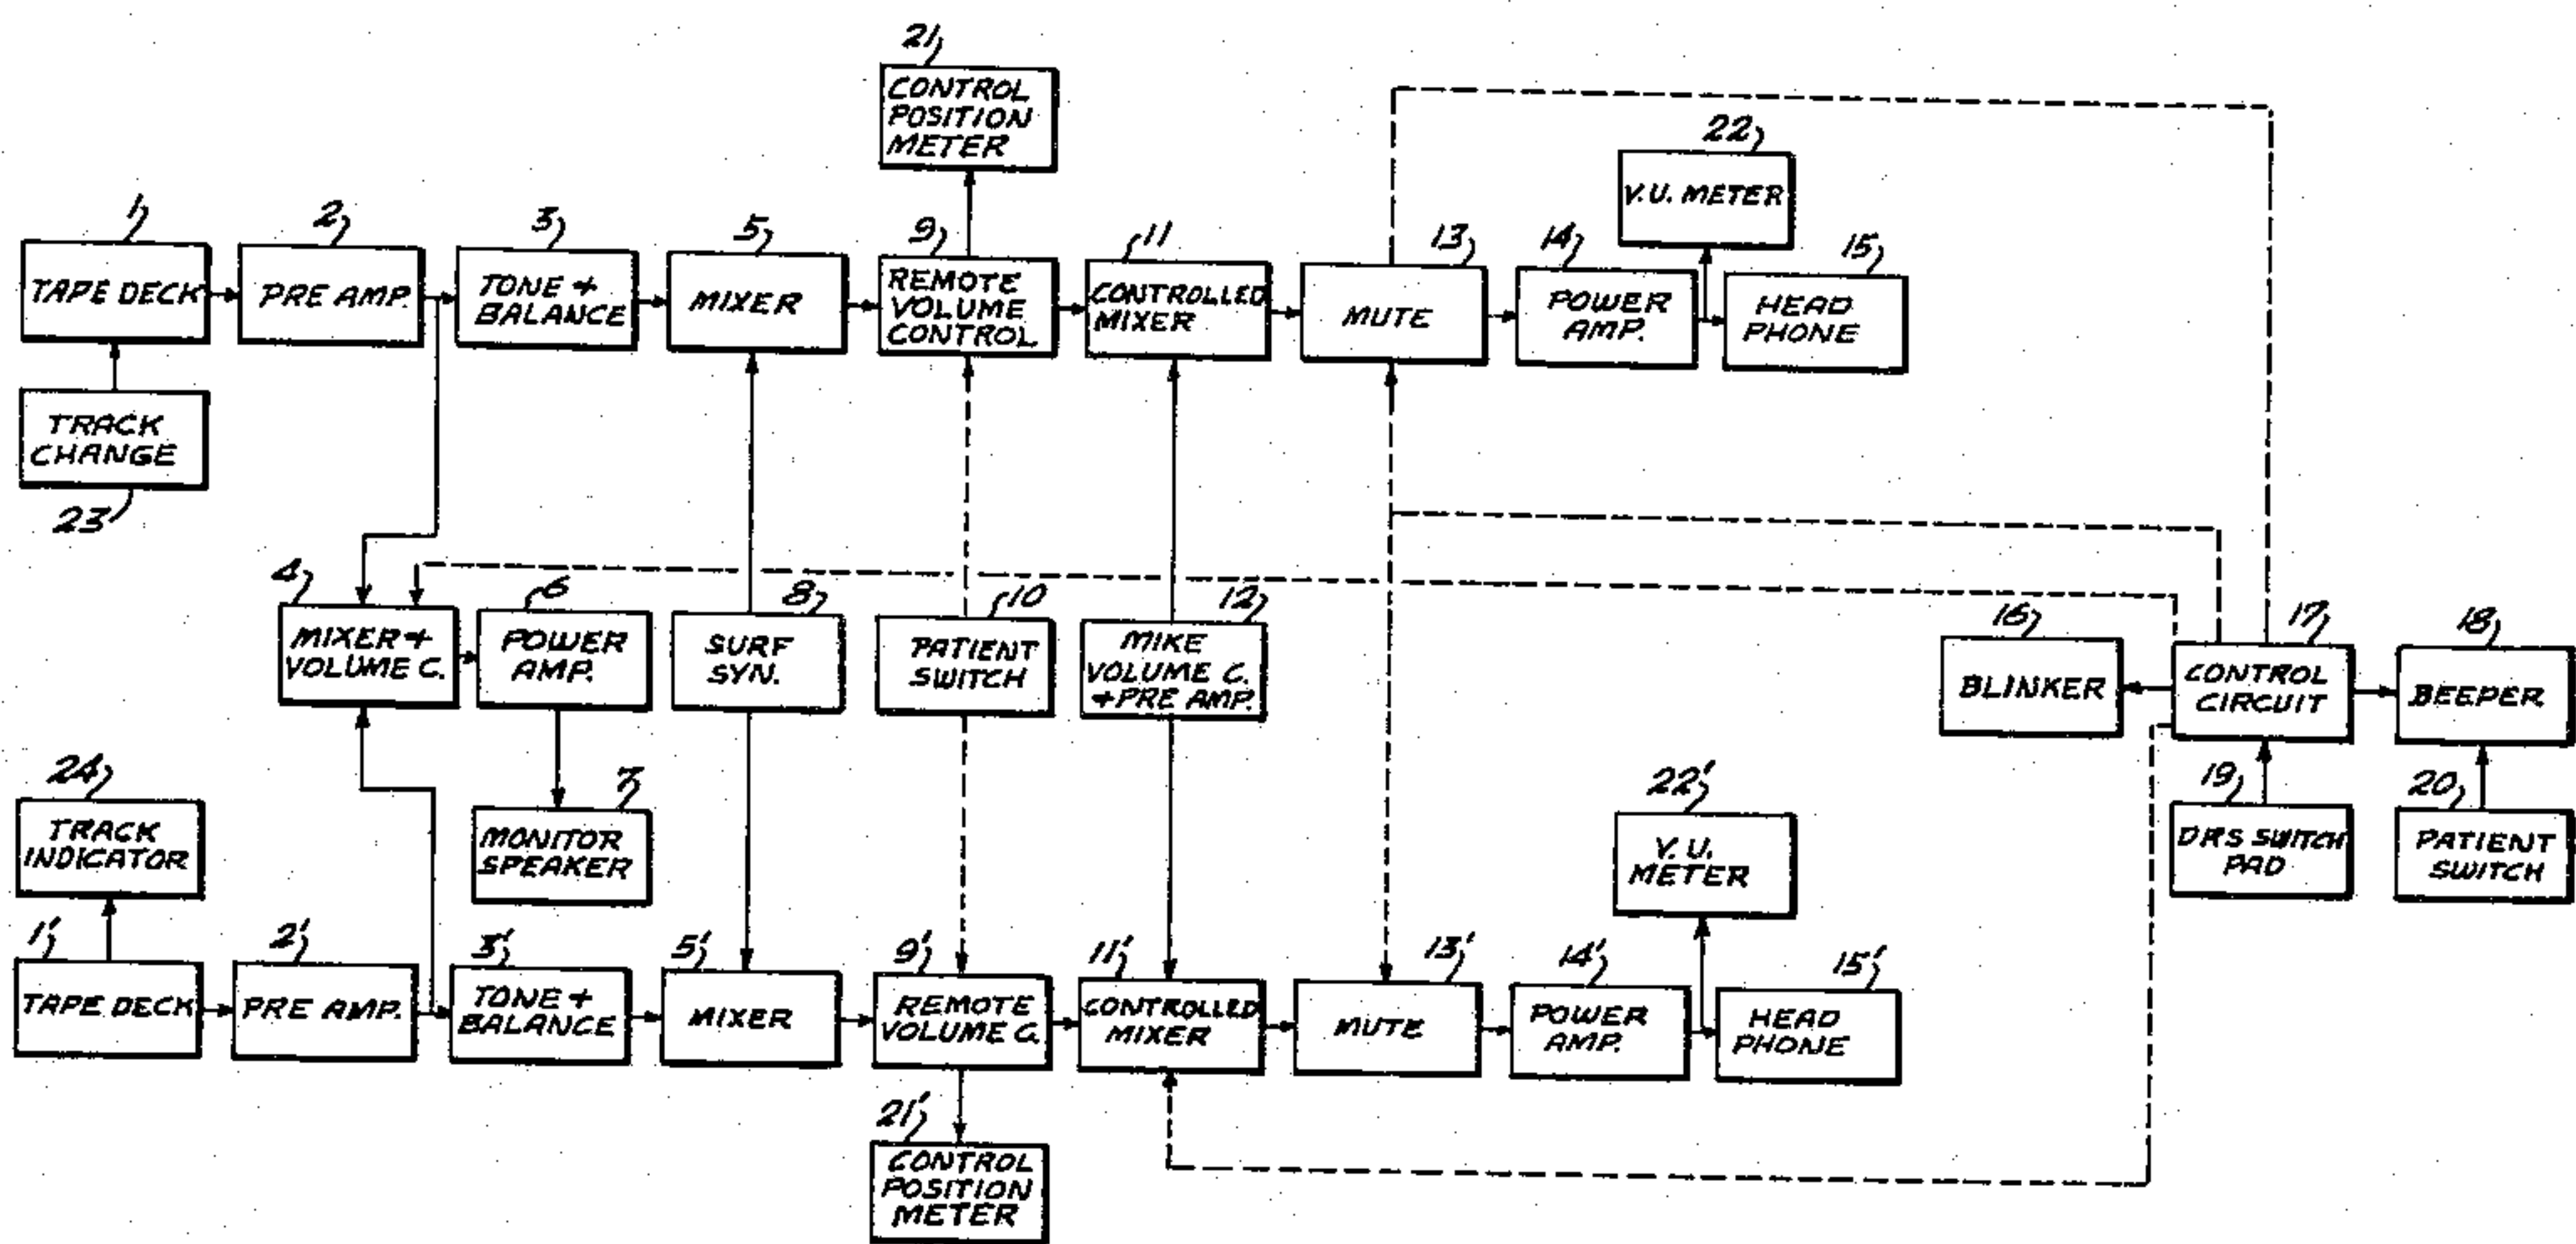 21
CONTROL
POSITION
METER
22
V.U. METER
1
TAPE DECK
2
PRE AMP.
3
TONE +
BALANCE
5
MIXER
9
REMOTE
VOLUME
CONTROL
11
CONTROLLED
MIXER
13
MUTE
14
POWER
AMP.
15
HEAD
PHONE
TRACK
CHANGE
23
4
MIXER +
VOLUME C.
6
POWER
AMP.
8
SURF
SYN.
10
PATIENT
SWITCH
12
MIKE
VOLUME C.
+ PRE AMP.
16
BLINKER
17
CONTROL
CIRCUIT
18
BEEPER
7
MONITOR
SPEAKER
19
DRS SWITCH
PAD
20
PATIENT
SWITCH
24
TRACK
INDICATOR
22'
V.U.
METER
1'
TAPE DECK
2'
PRE AMP.
3'
TONE +
BALANCE
5'
MIXER
9'
REMOTE
VOLUME C.
11'
CONTROLLED
MIXER
13'
MUTE
14'
POWER
AMP.
15'
HEAD
PHONE
21'
CONTROL
POSITION
METER